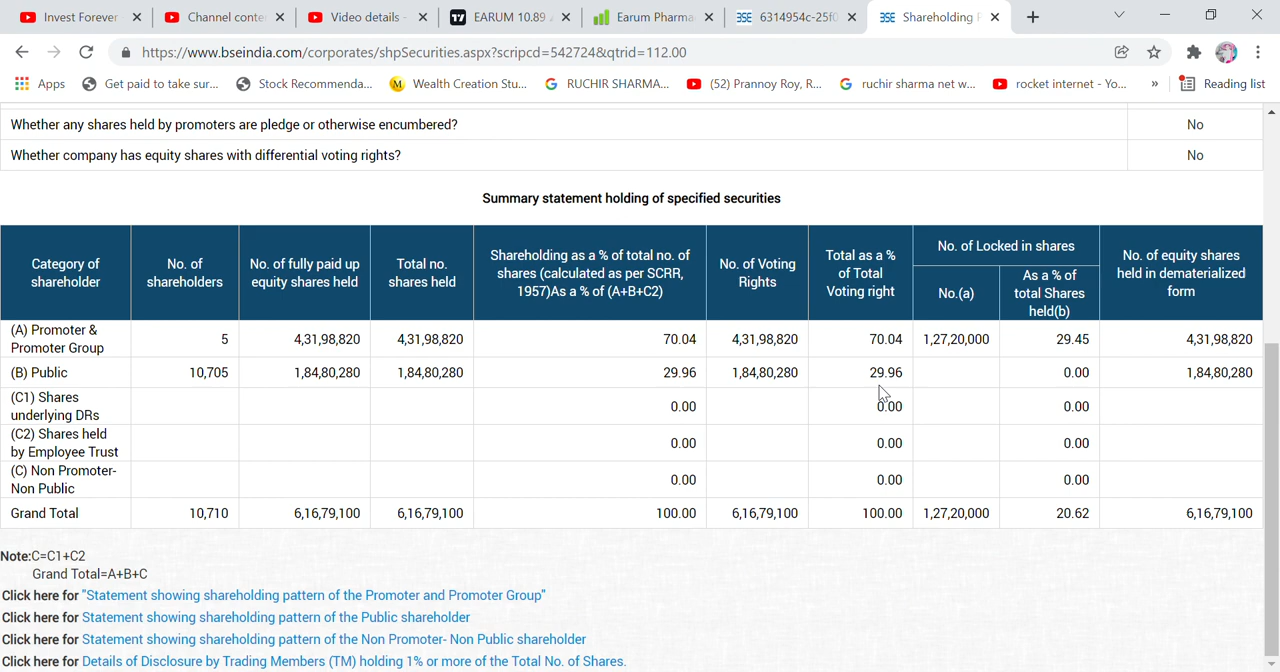 Invest Forever
Channel conte
Video details -
EARUM 10.89
Earum Pharma
6314954c-25f0
Shareholding
https://www.bseindia.com/corporates/shpSecurities.aspx?scripcd=542724&qtrid=112.00
Apps
Get paid to take sur...
Stock Recommenda...
Wealth Creation Stu...
RUCHIR SHARMA...
(52) Prannoy Roy, R...
ruchir sharma net w...
rocket internet - Yo...
»
Reading list
Whether any shares held by promoters are pledge or otherwise encumbered? No
Whether company has equity shares with differential voting rights? No
Summary statement holding of specified securities
Category of
shareholder
No. of
shareholders
No. of fully paid up
equity shares held
Total no.
shares held
Shareholding as a % of total no. of
shares (calculated as per SCRR,
1957)As a % of (A+B+C2)
No. of Voting
Rights
Total as a %
of Total
Voting right
No. of Locked in shares
No.(a)
As a % of
total Shares
held(b)
No. of equity shares
held in dematerialized
form
(A) Promoter &
Promoter Group
5 4,31,98,820 4,31,98,820 70.04 4,31,98,820 70.04 1,27,20,000 29.45 4,31,98,820
(B) Public 10,705 1,84,80,280 1,84,80,280 29.96 1,84,80,280 29.96 0.00 1,84,80,280
(C1) Shares
underlying DRs
0.00 0.00 0.00
(C2) Shares held
by Employee Trust
0.00 0.00 0.00
(C) Non Promoter-
Non Public
0.00 0.00 0.00
Grand Total 10,710 6,16,79,100 6,16,79,100 100.00 6,16,79,100 100.00 1,27,20,000 20.62 6,16,79,100
Note:C=C1+C2
Grand Total=A+B+C
Click here for "Statement showing shareholding pattern of the Promoter and Promoter Group"
Click here for Statement showing shareholding pattern of the Public shareholder
Click here for Statement showing shareholding pattern of the Non Promoter- Non Public shareholder
Click here for Details of Disclosure by Trading Members (TM) holding 1% or more of the Total No. of Shares.